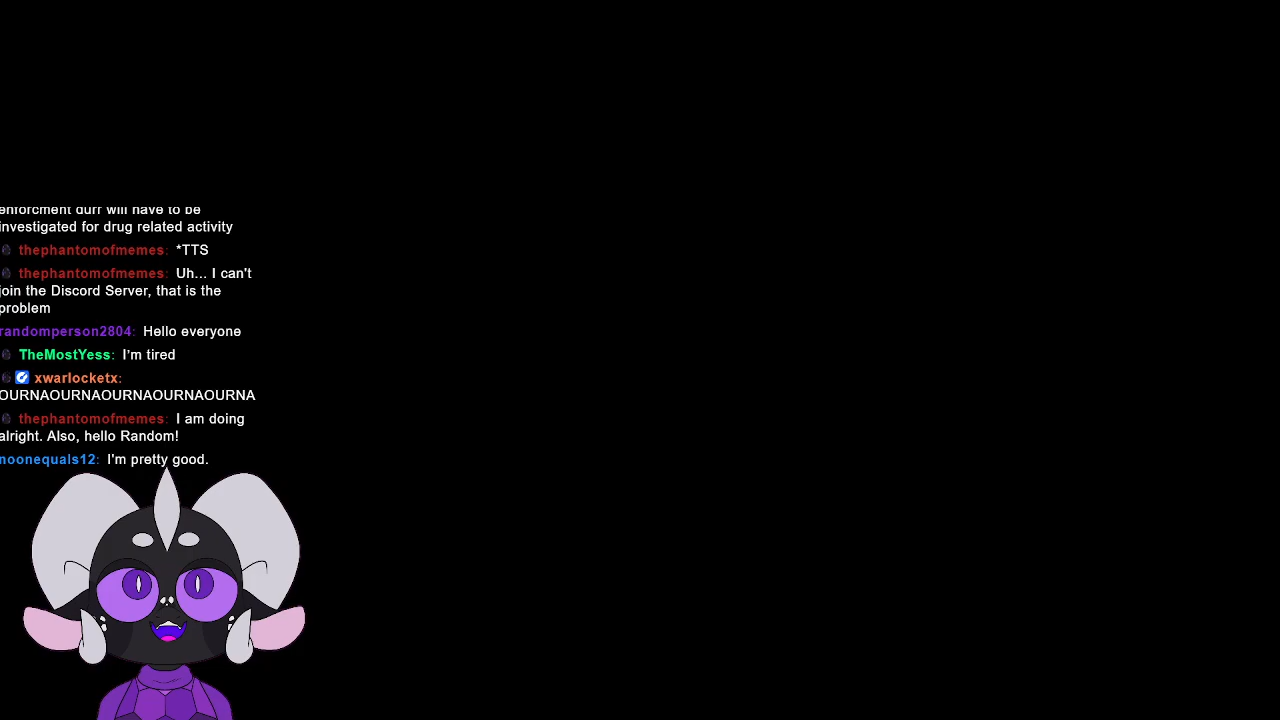 enforcment durr will have to be
investigated for drug related activity
thephantomofmemes: *TTS
thephantomofmemes: Uh... I can't
join the Discord Server, that is the
problem
randomperson2804: Hello everyone
TheMostYess: I'm tired
xwarlocketx:
OURNAOURNAOURNAOURNAOURNA
thephantomofmemes: I am doing
alright. Also, hello Random!
noonequals12: I'm pretty good.